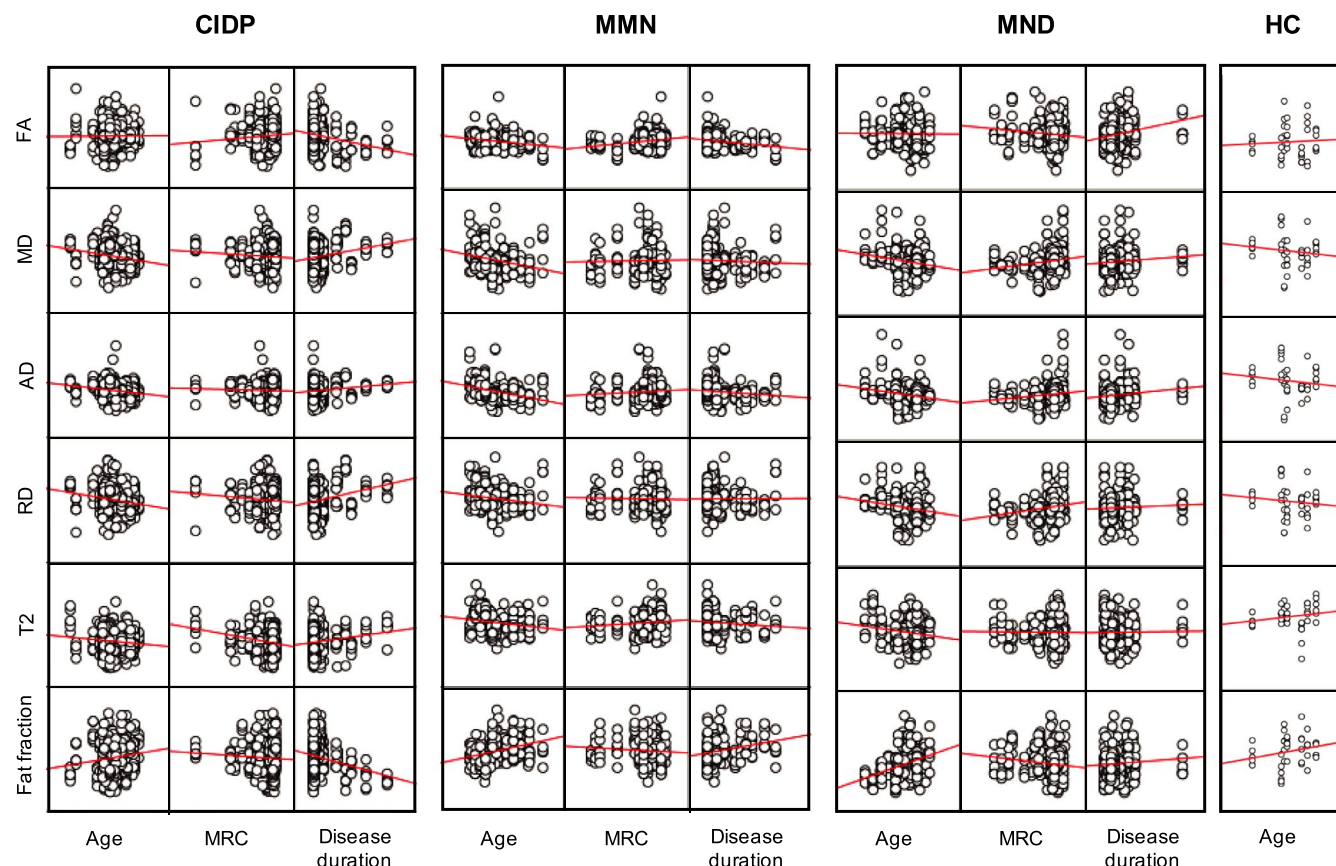 CIDP MMN MND HC
FA
MD
AD
RD
T2
Fat fraction
Age MRC Disease duration Age MRC Disease duration Age MRC Disease duration Age